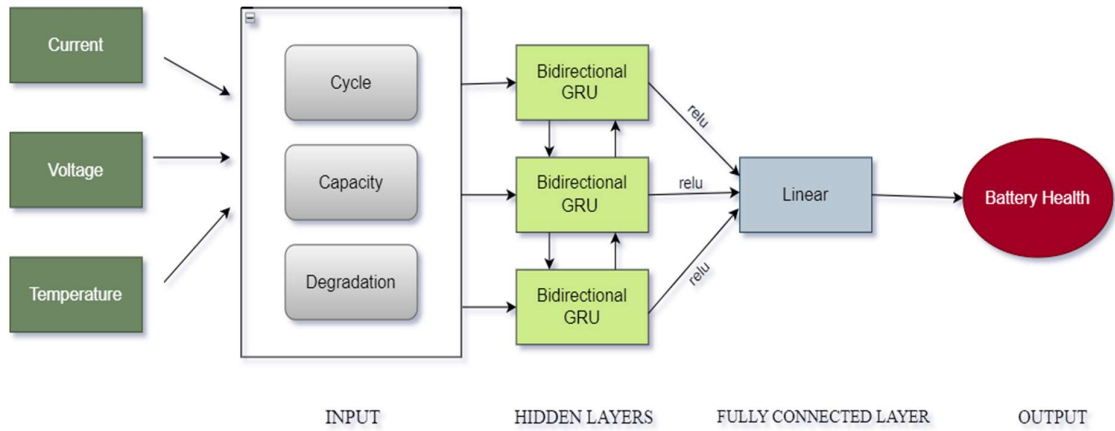 Current
Voltage
Temperature
Cycle
Capacity
Degradation
Bidirectional
GRU
Bidirectional
GRU
Bidirectional
GRU
relu
relu
relu
Linear
Battery Health
INPUT
HIDDEN LAYERS
FULLY CONNECTED LAYER
OUTPUT